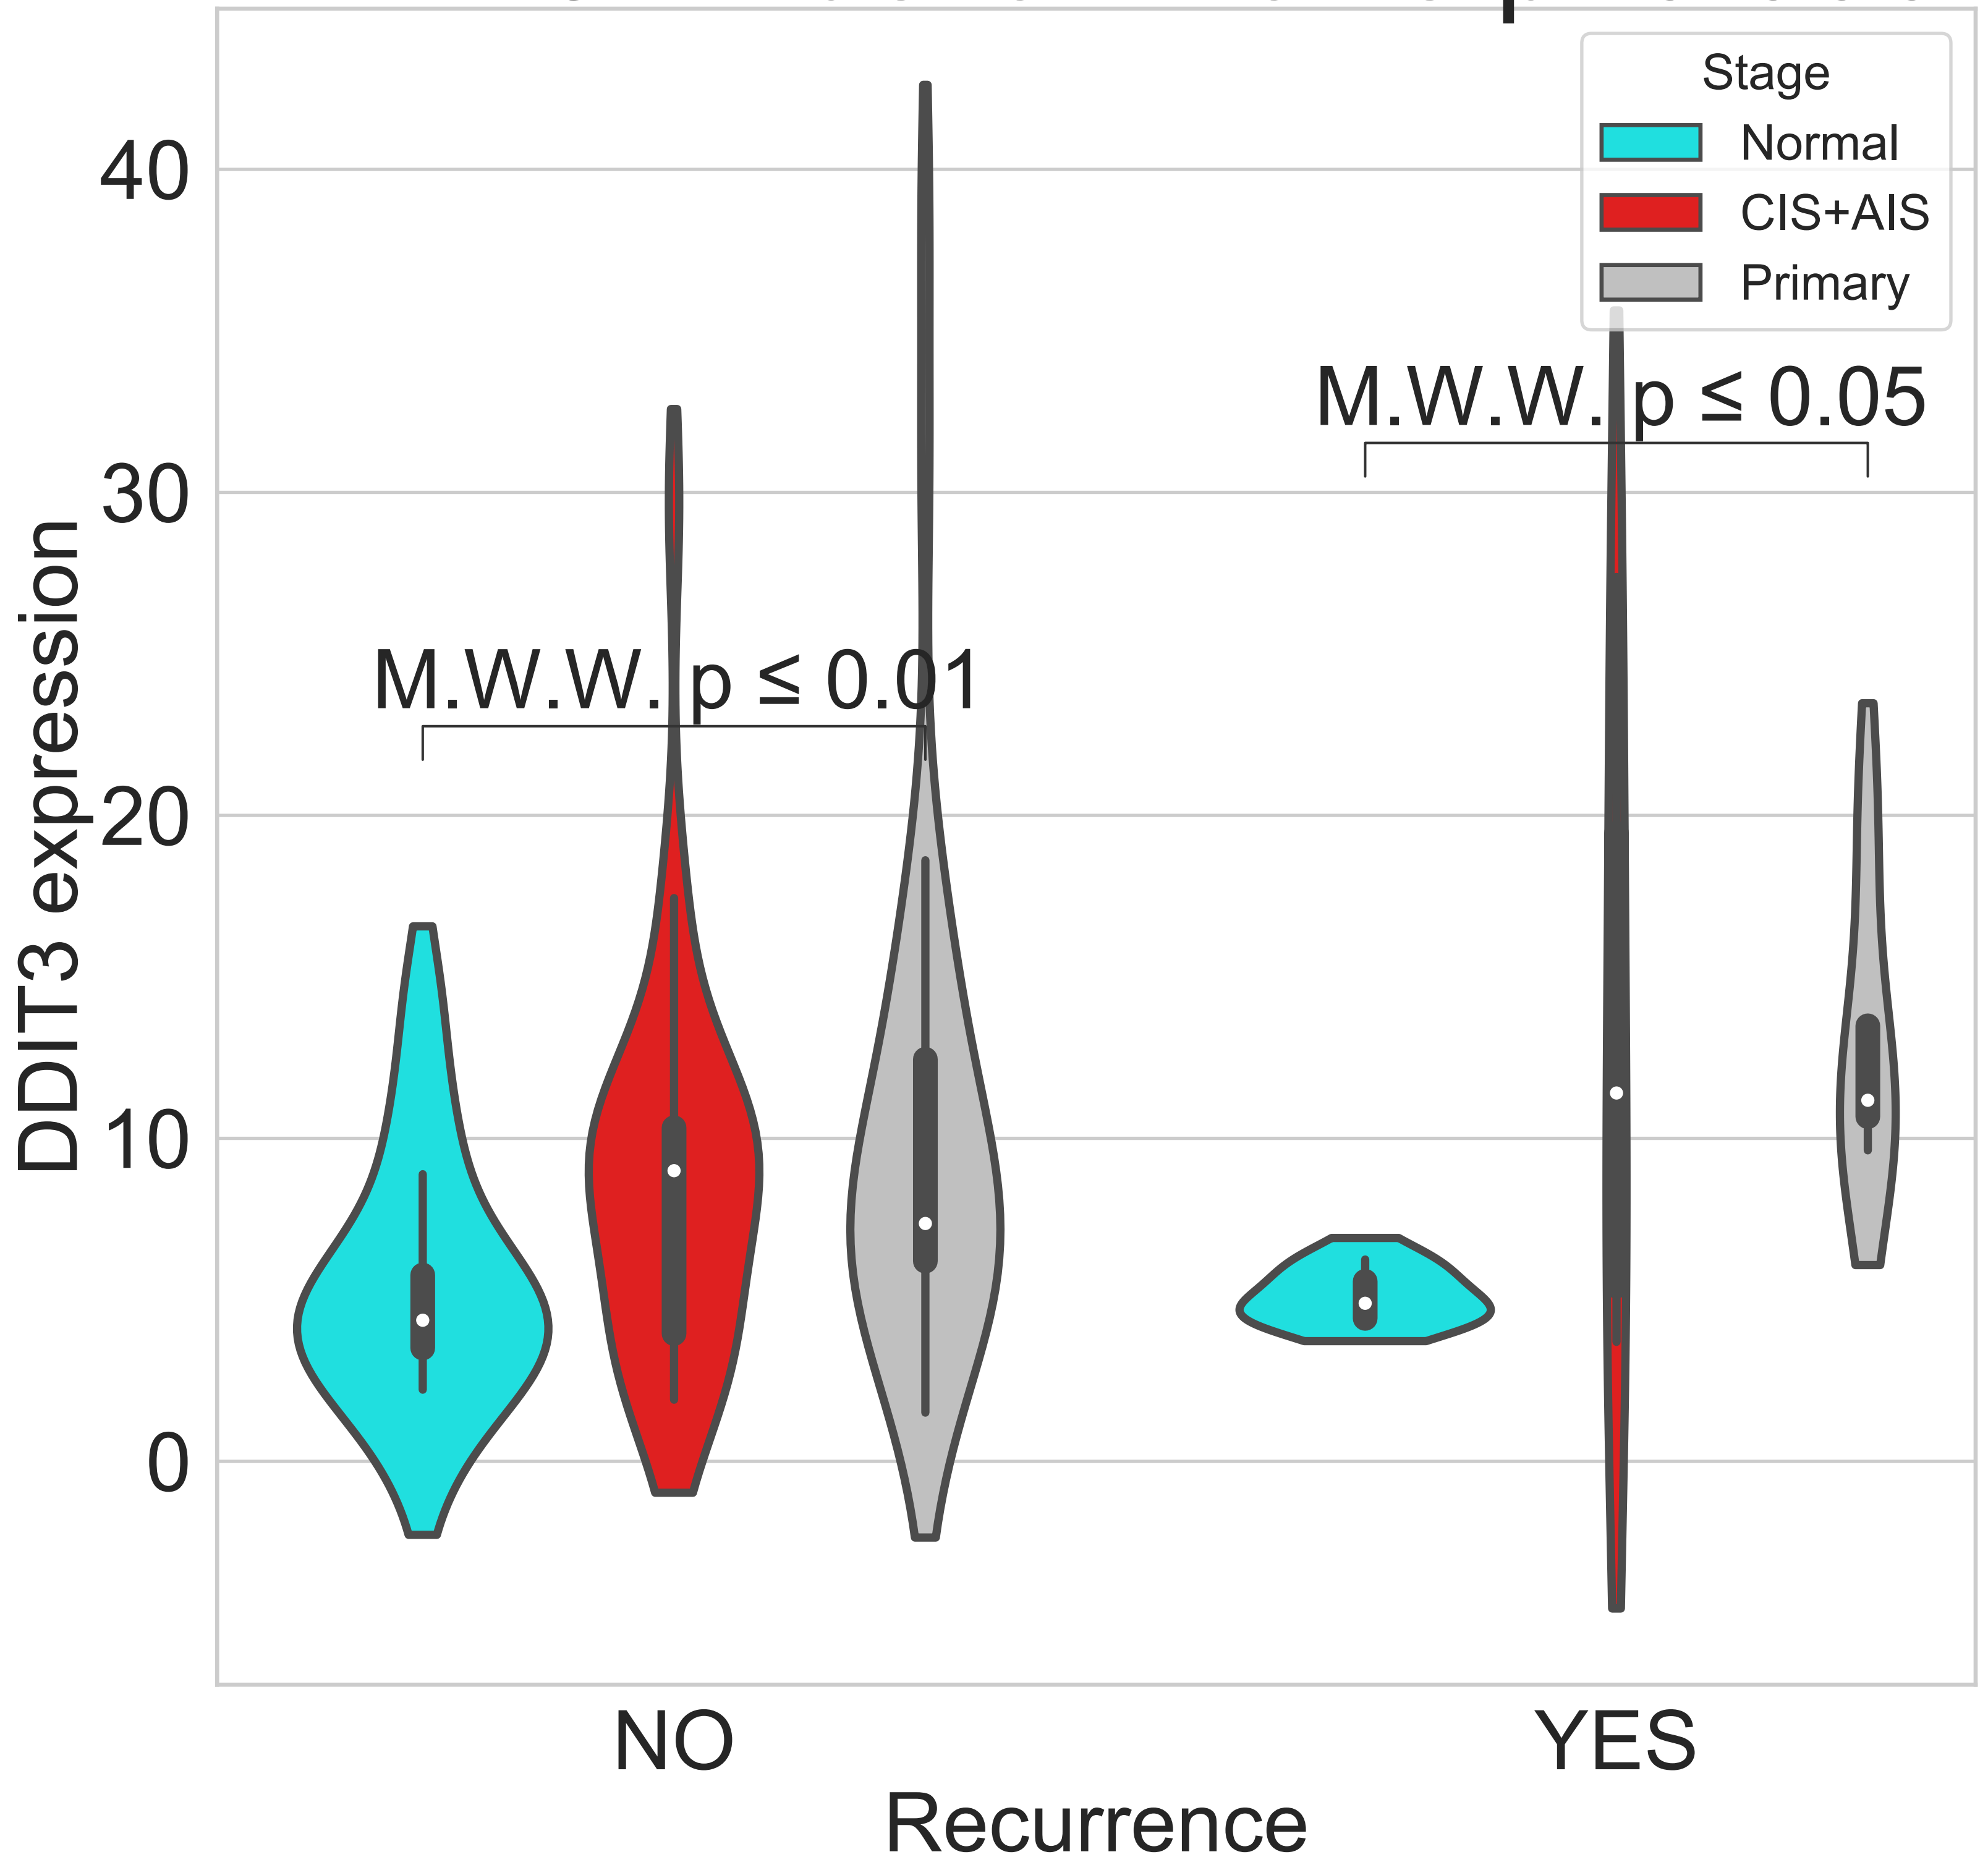 Stage
Normal
CIS+AIS
Primary
40
30
20
10
0
DDIT3 expression
M.W.W. p ≤ 0.05
M.W.W. p ≤ 0.01
NO
YES
Recurrence